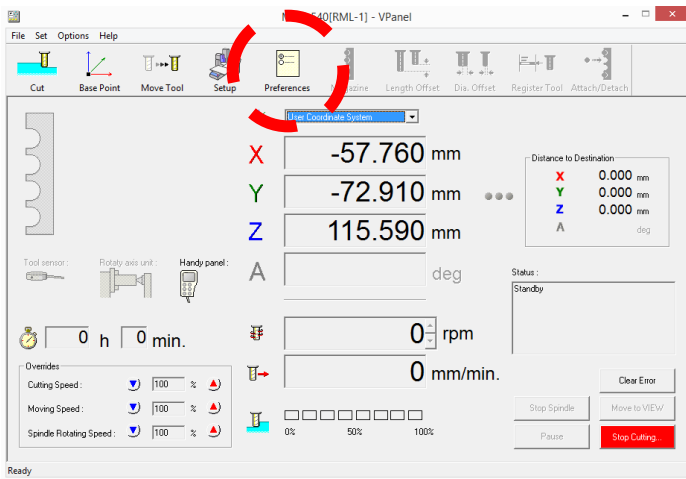 540[RML-1] - VPanel
File Set Options Help
Cut Base Point Move Tool Setup Preferences Magazine Length Offset Dia. Offset Register Tool Attach/Detach
User Coordinate System
X -57.760 mm
Y -72.910 mm
Z 115.590 mm
A deg
Distance to Destination
X 0.000 mm
Y 0.000 mm
Z 0.000 mm
A deg
Tool sensor : Rotaly axis unit : Handy panel :
Status :
Standby
0 h 0 min.
0 rpm
0 mm/min.
Overrides
Cutting Speed : 100 %
Moving Speed : 100 %
Spindle Rotating Speed : 100 %
0% 50% 100%
Clear Error
Stop Spindle Move to VIEW
Pause Stop Cutting...
Ready